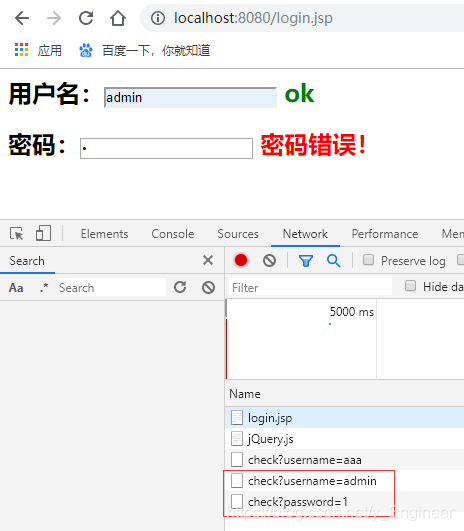 localhost:8080/login.jsp
应用 百度一下，你就知道
用户名：admin ok
密码：• 密码错误！
Elements Console Sources Network Performance Mem
Search
Preserve log
Aa .* Search
Filter Hide da
5000 ms
Name
login.jsp
jQuery.js
check?username=aaa
check?username=admin
check?password=1
https://blog.csdn.net/y_Engineer